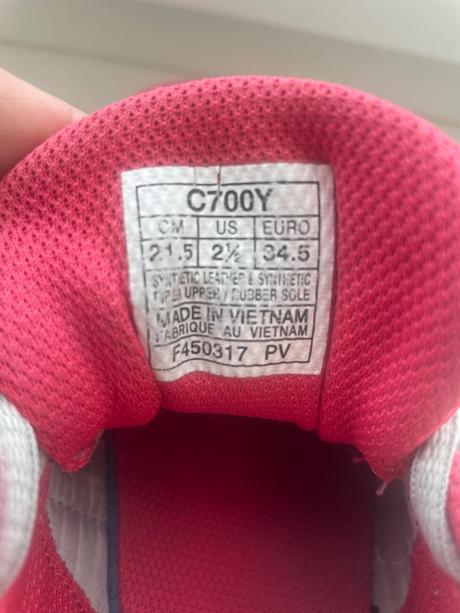 C700Y
CM US EURO
21.5 2½ 34.5
SYNTHETIC LEATHER & SYNTHETIC
UPPER / RUBBER SOLE
MADE IN VIETNAM
FABRIQUE AU VIETNAM
F450317 PV